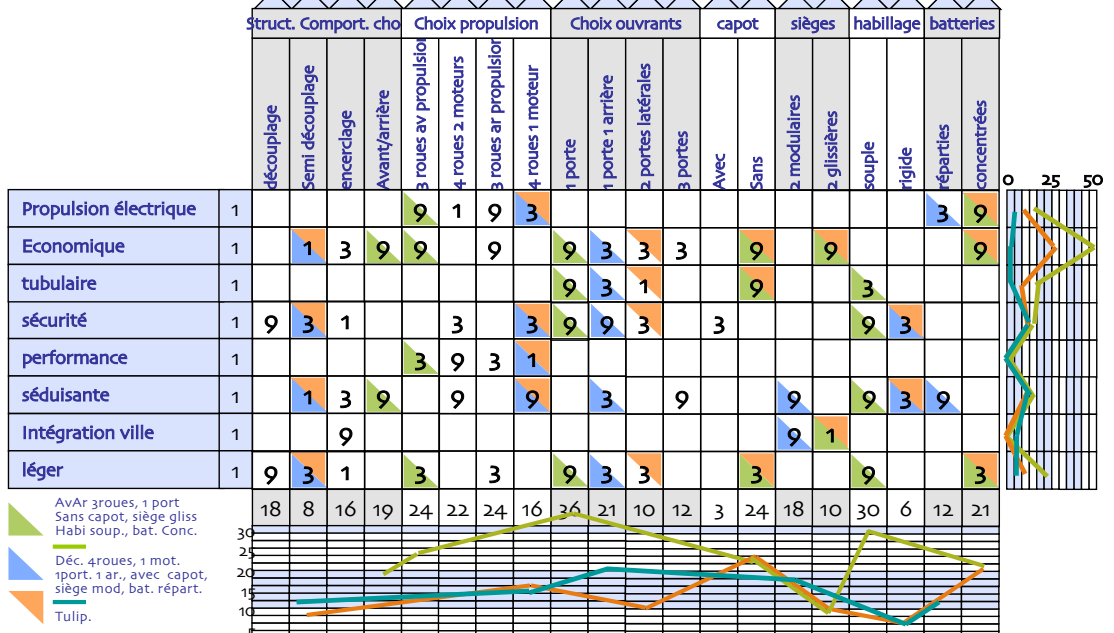 Struct. Comport. cho Choix propulsion Choix ouvrants capot sièges habillage batteries
découplage Semi découplage encerclage Avant/arrière 3 roues av propulsion 4 roues 2 moteurs 3 roues ar propulsion 4 roues 1 moteur 1 porte 1 porte 1 arrière 2 portes latérales 3 portes Avec Sans 2 modulaires 2 glissières souple rigide réparties concentrées
0 25 50
Propulsion électrique 1 9 1 9 3 3 9
Economique 1 1 3 9 9 9 9 3 3 3 9 9 9
tubulaire 1 9 3 1 9 3
sécurité 1 9 3 1 3 3 9 9 3 3 9 3
performance 1 3 9 3 1
séduisante 1 1 3 9 9 9 3 9 9 9 3 9
Intégration ville 1 9 9 1
léger 1 9 3 1 3 3 9 3 3 3 9 3
18 8 16 19 24 22 24 16 36 21 10 12 3 24 18 10 30 6 12 21
AvAr 3roues, 1 port
Sans capot, siège gliss
Habi soup., bat. Conc.
Déc. 4roues, 1 mot.
1port. 1 ar., avec capot,
siège mod, bat. répart.
Tulip.
30
25
20
15
10
5